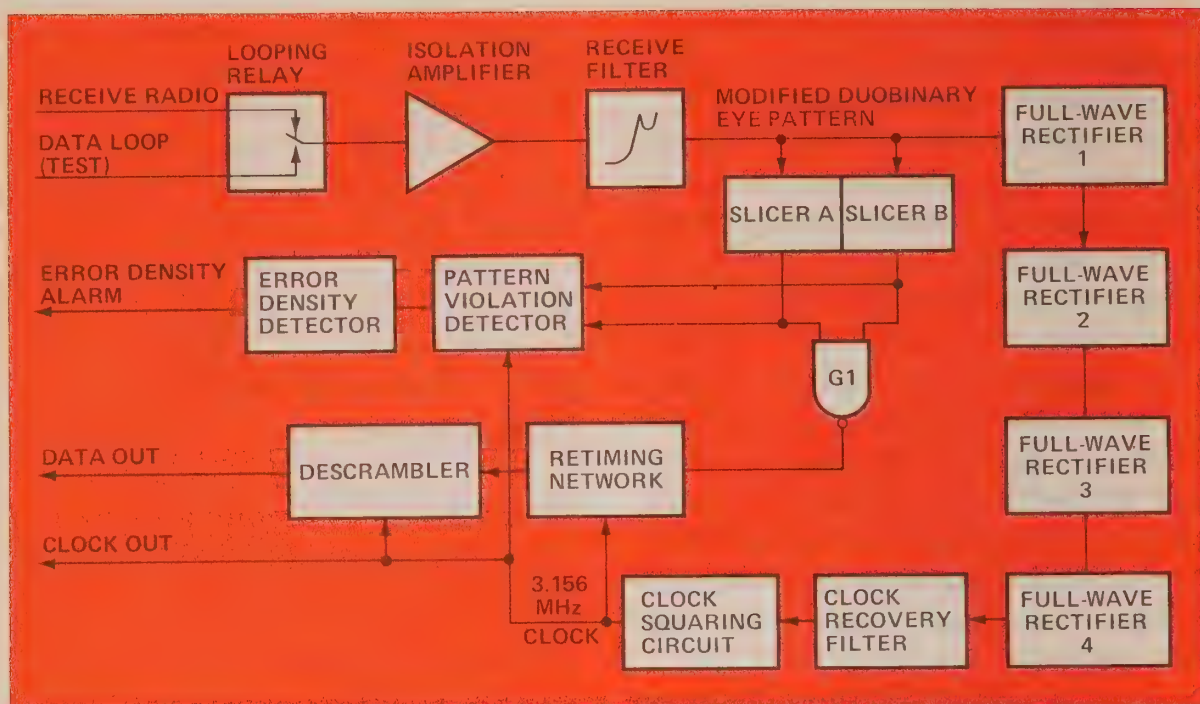 LOOPING
RELAY
ISOLATION
AMPLIFIER
RECEIVE
FILTER
RECEIVE RADIO
DATA LOOP
(TEST)
MODIFIED DUOBINARY
EYE PATTERN
FULL-WAVE
RECTIFIER
1
SLICER A
SLICER B
ERROR DENSITY
ALARM
ERROR
DENSITY
DETECTOR
PATTERN
VIOLATION
DETECTOR
FULL-WAVE
RECTIFIER
2
G1
DATA OUT
DESCRAMBLER
RETIMING
NETWORK
FULL-WAVE
RECTIFIER
3
CLOCK OUT
3.156
MHz
CLOCK
CLOCK
SQUARING
CIRCUIT
CLOCK
RECOVERY
FILTER
FULL-WAVE
RECTIFIER
4